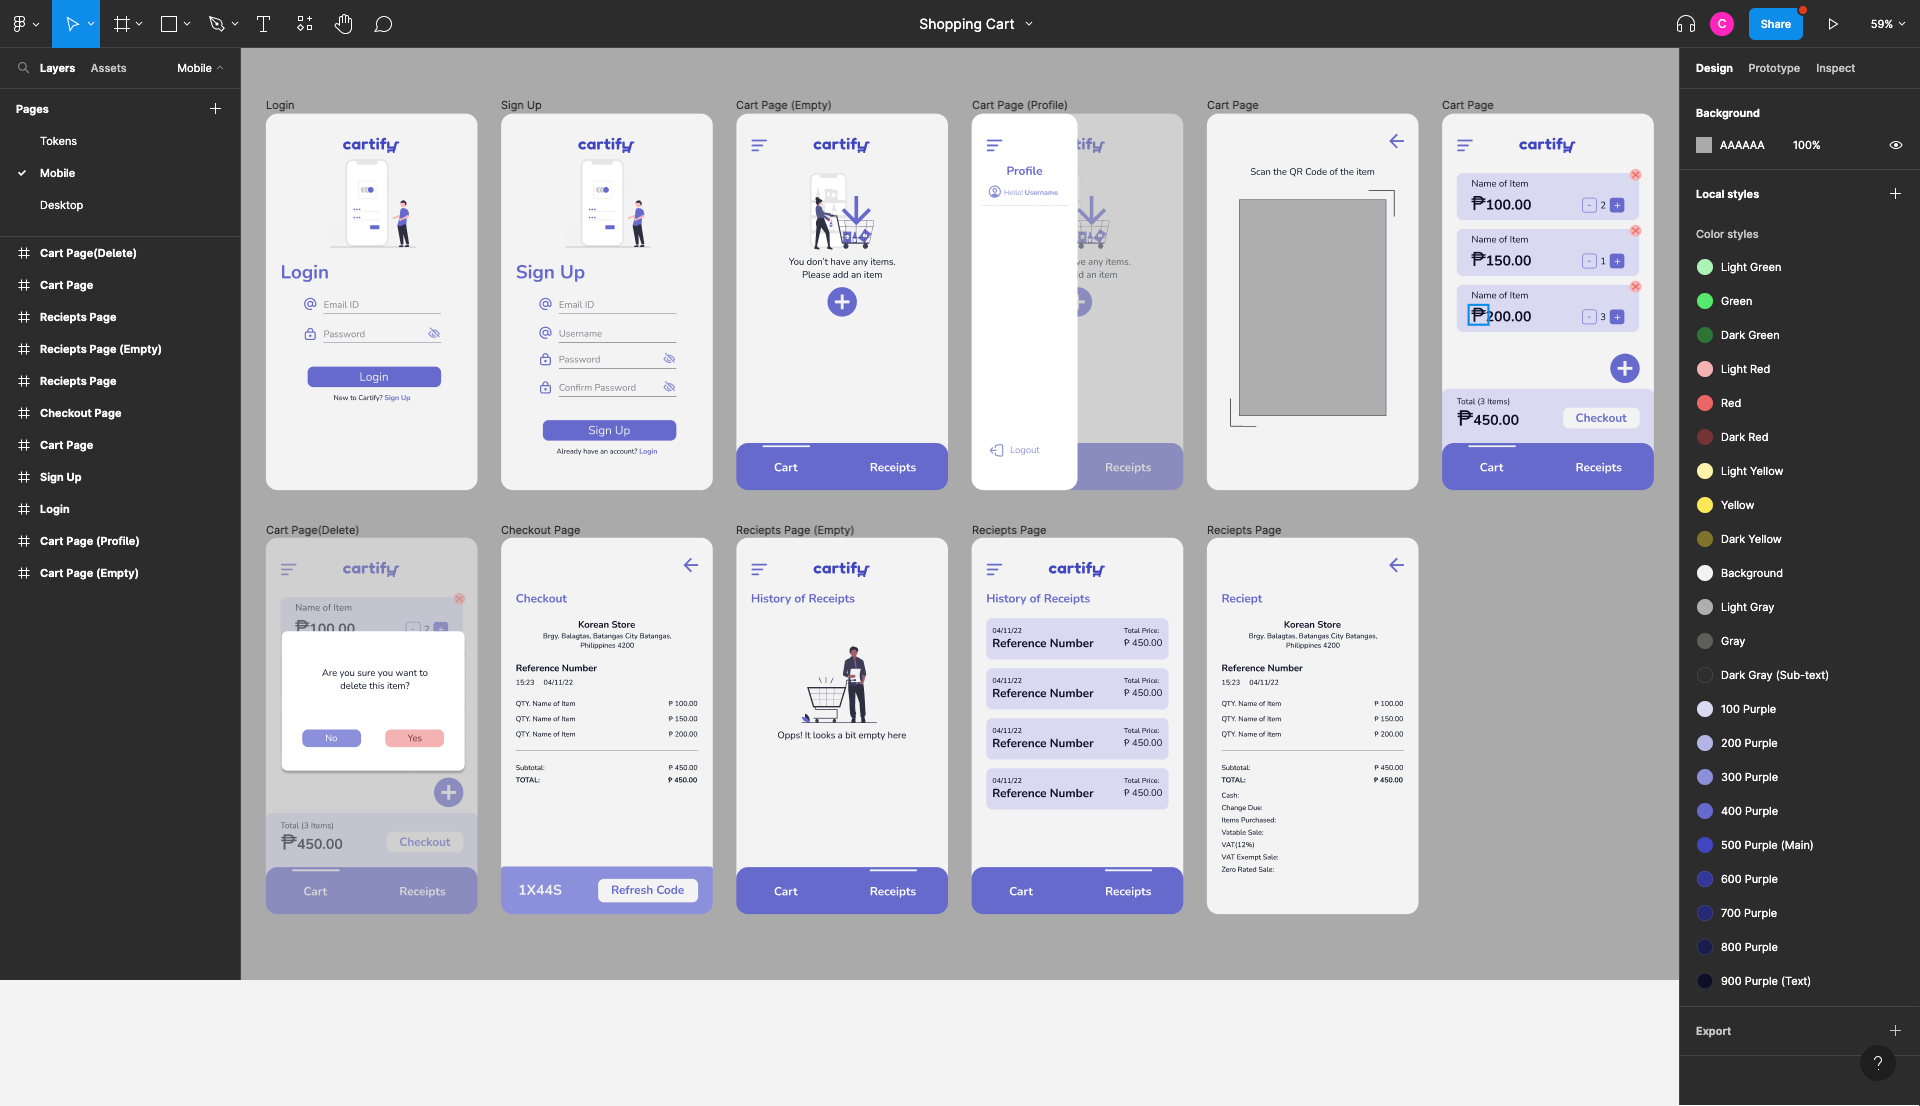 Shopping Cart
C
Share
59%
Layers
Assets
Mobile
Design
Prototype
Inspect
Pages
Tokens
Mobile
Desktop
Cart Page(Delete)
Cart Page
Reciepts Page
Reciepts Page (Empty)
Reciepts Page
Checkout Page
Cart Page
Sign Up
Login
Cart Page (Profile)
Cart Page (Empty)
Login
cartify
Login
Email ID
Password
Login
New to Cartify? Sign Up
Sign Up
cartify
Sign Up
Email ID
Username
Password
Confirm Password
Sign Up
Already have an account? Login
Cart Page (Empty)
cartify
You don't have any items.
Please add an item
Cart
Receipts
Cart Page (Profile)
tify
Profile
Hello! Username
ve any items.
d an item
Logout
Receipts
Cart Page
Scan the QR Code of the item
Cart Page
cartify
Name of Item
₱100.00
- 2 +
Name of Item
₱150.00
- 1 +
Name of Item
₱200.00
- 3 +
Total (3 Items)
₱450.00
Checkout
Cart
Receipts
Cart Page(Delete)
cartify
Name of Item
₱100.00
- 2 +
Are you sure you want to
delete this item?
No
Yes
Total (3 Items)
₱450.00
Checkout
Cart
Receipts
Checkout Page
Checkout
Korean Store
Brgy. Balagtas, Batangas City Batangas,
Philippines 4200
Reference Number
15:23 04/11/22
QTY. Name of Item ₱ 100.00
QTY. Name of Item ₱ 150.00
QTY. Name of Item ₱ 200.00
Subtotal: ₱ 450.00
TOTAL: ₱ 450.00
1X44S
Refresh Code
Reciepts Page (Empty)
cartify
History of Receipts
Opps! It looks a bit empty here
Cart
Receipts
Reciepts Page
cartify
History of Receipts
04/11/22 Total Price:
Reference Number ₱ 450.00
04/11/22 Total Price:
Reference Number ₱ 450.00
04/11/22 Total Price:
Reference Number ₱ 450.00
04/11/22 Total Price:
Reference Number ₱ 450.00
Cart
Receipts
Reciepts Page
Reciept
Korean Store
Brgy. Balagtas, Batangas City Batangas,
Philippines 4200
Reference Number
15:23 04/11/22
QTY. Name of Item ₱ 100.00
QTY. Name of Item ₱ 150.00
QTY. Name of Item ₱ 200.00
Subtotal: ₱ 450.00
TOTAL: ₱ 450.00
Cash:
Change Due:
Items Purchased:
Vatable Sale:
VAT(12%)
VAT Exempt Sale:
Zero Rated Sale:
Background
AAAAAA 100%
Local styles
Color styles
Light Green
Green
Dark Green
Light Red
Red
Dark Red
Light Yellow
Yellow
Dark Yellow
Background
Light Gray
Gray
Dark Gray (Sub-text)
100 Purple
200 Purple
300 Purple
400 Purple
500 Purple (Main)
600 Purple
700 Purple
800 Purple
900 Purple (Text)
Export
?